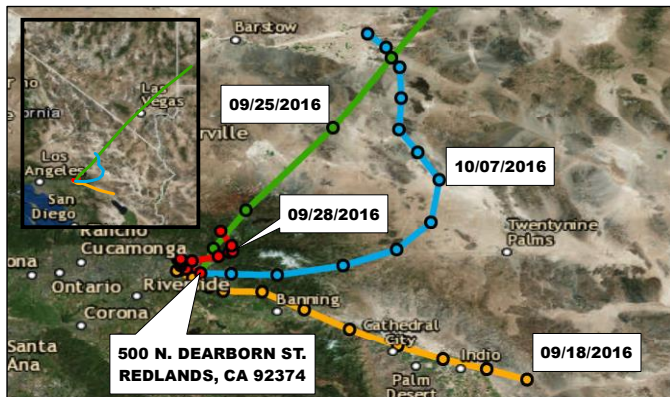 Barstow
Las
Vegas
ornia
Los
Angeles
San
Diego
09/25/2016
rville
10/07/2016
09/28/2016
Rancho
Cucamonga
Twentynine
Palms
ona
Ontario
Riverside
Corona
Banning
Santa
Ana
500 N. DEARBORN ST.
REDLANDS, CA 92374
Cathedral
City
Indio
09/18/2016
Palm
Desert